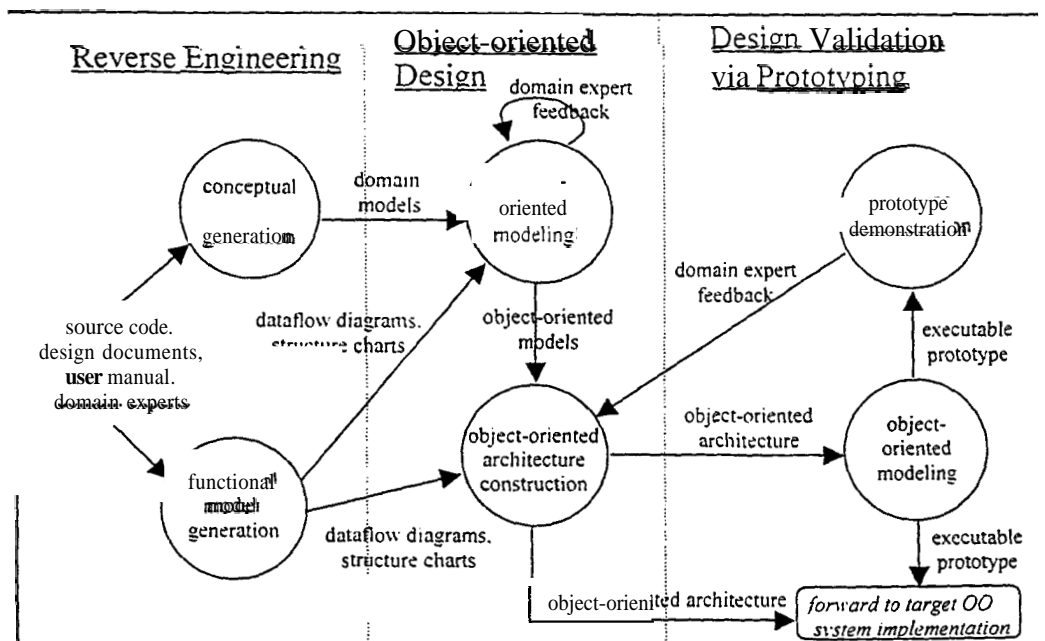 Reverse Engineering
Object-oriented
Design
Design Validation
via Prototyping
domain expert
feedback
conceptual
generation
domain
models
oriented
modeling
prototype
demonstration
domain expert
feedback
source code.
design documents,
user manual.
domain experts
dataflow diagrams.
structure charts
object-oriented
models
executable
prototype
functional
model
generation
object-oriented
architecture
construction
object-oriented
architecture
object-
oriented
modeling
dataflow diagrams.
structure charts
executable
prototype
object-oriented architecture
forward to target OO
system implementation